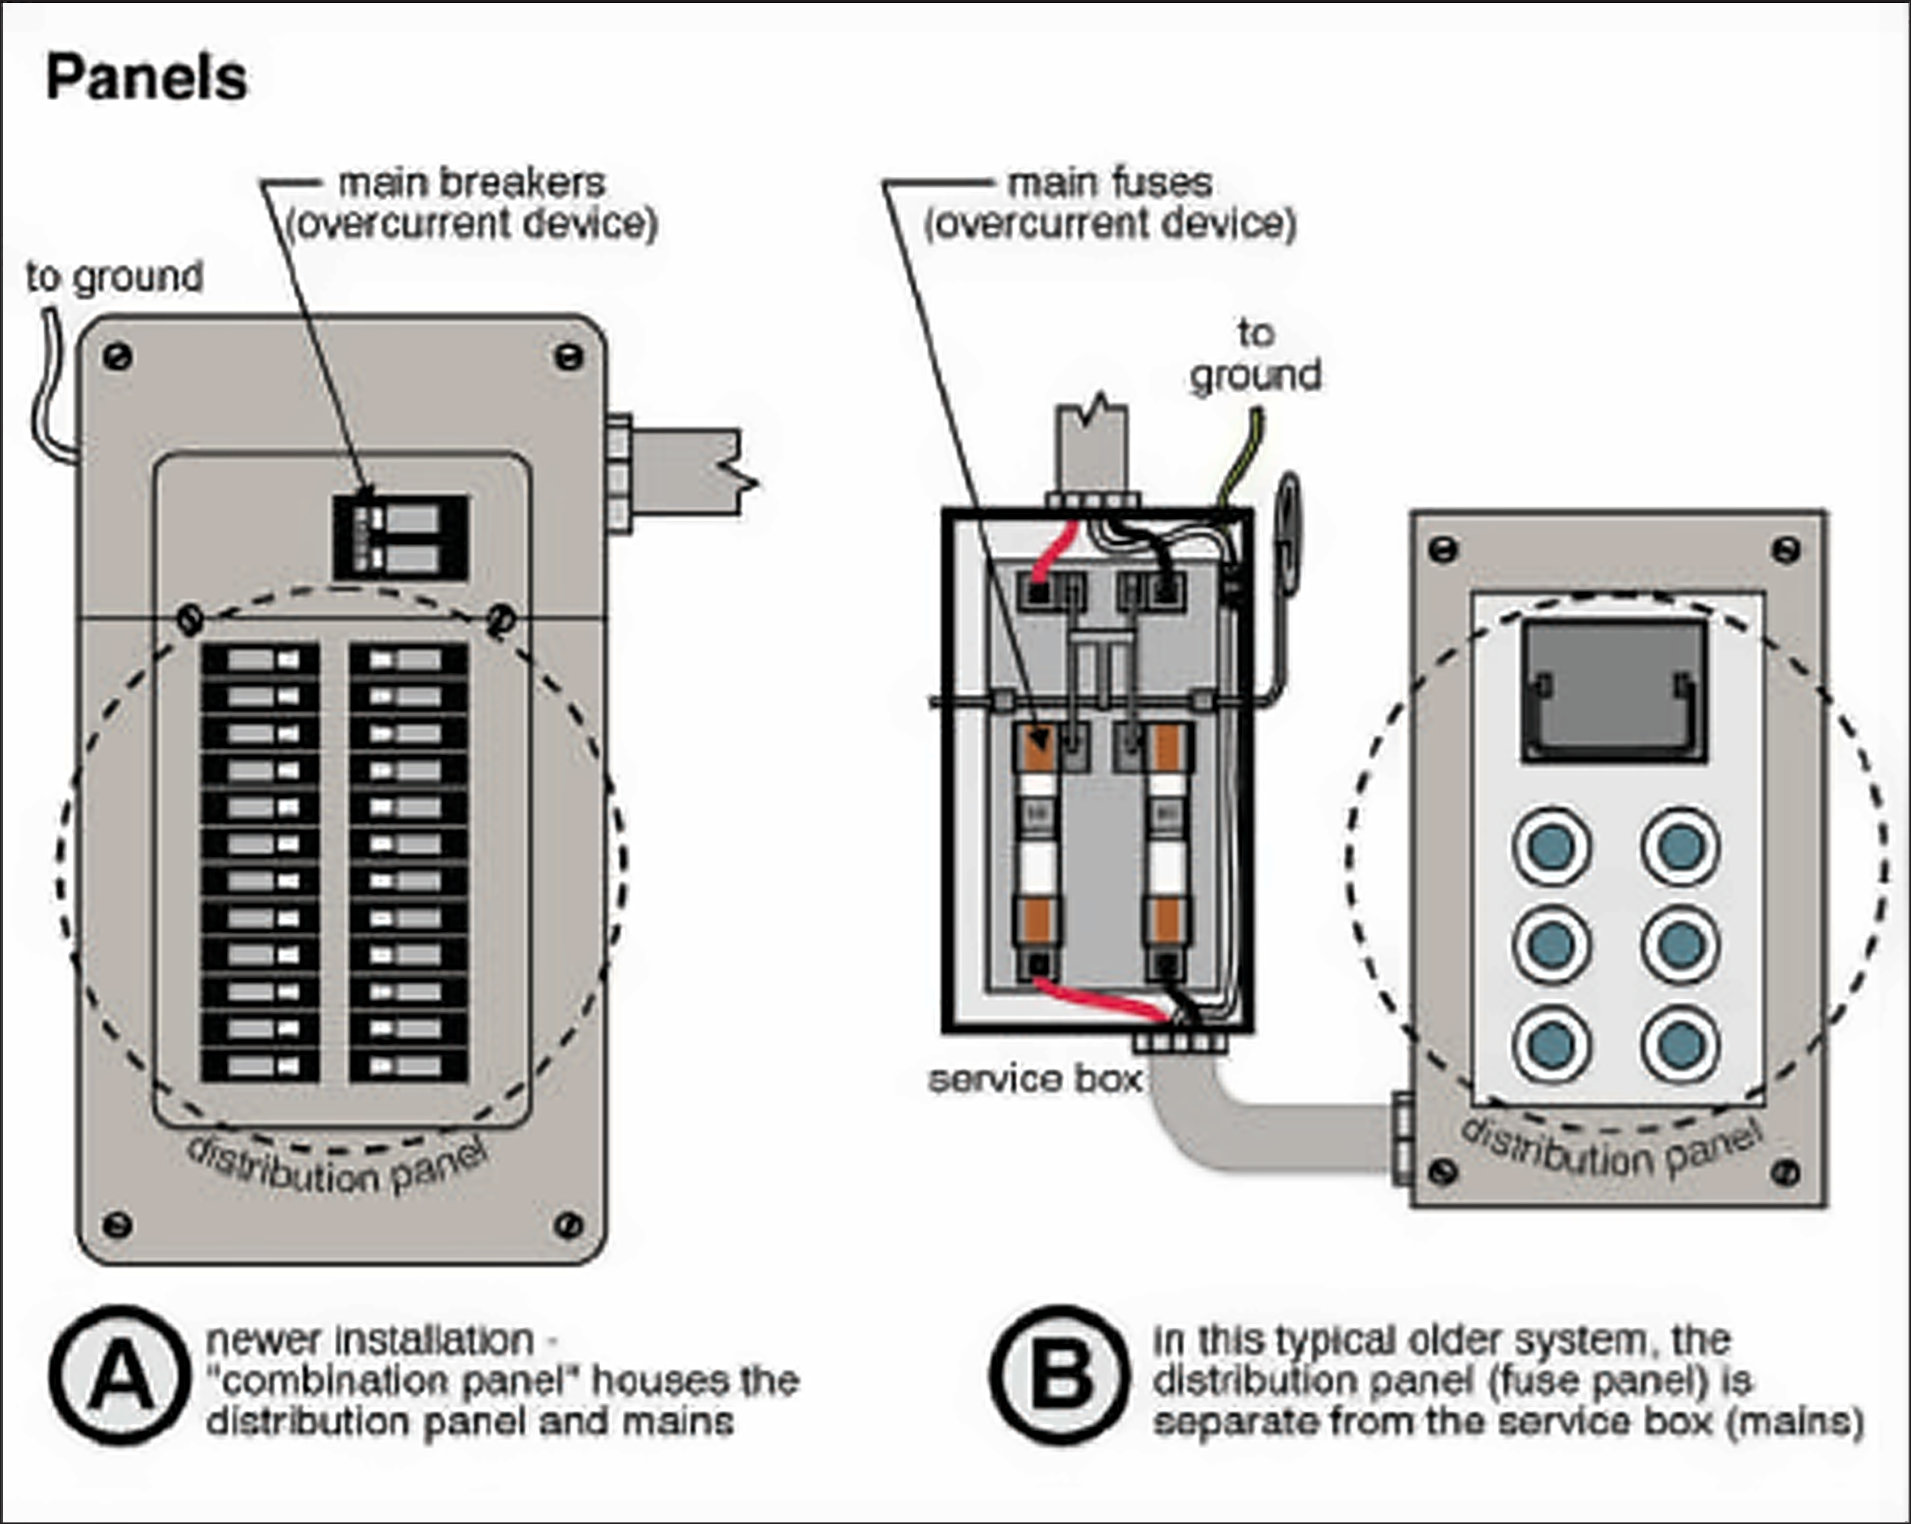 Panels
main breakers
(overcurrent device)
to ground
main fuses
(overcurrent device)
to
ground
service box
distribution panel
distribution panel
A
newer installation -
"combination panel" houses the
distribution panel and mains
B
in this typical older system, the
distribution panel (fuse panel) is
separate from the service box (mains)